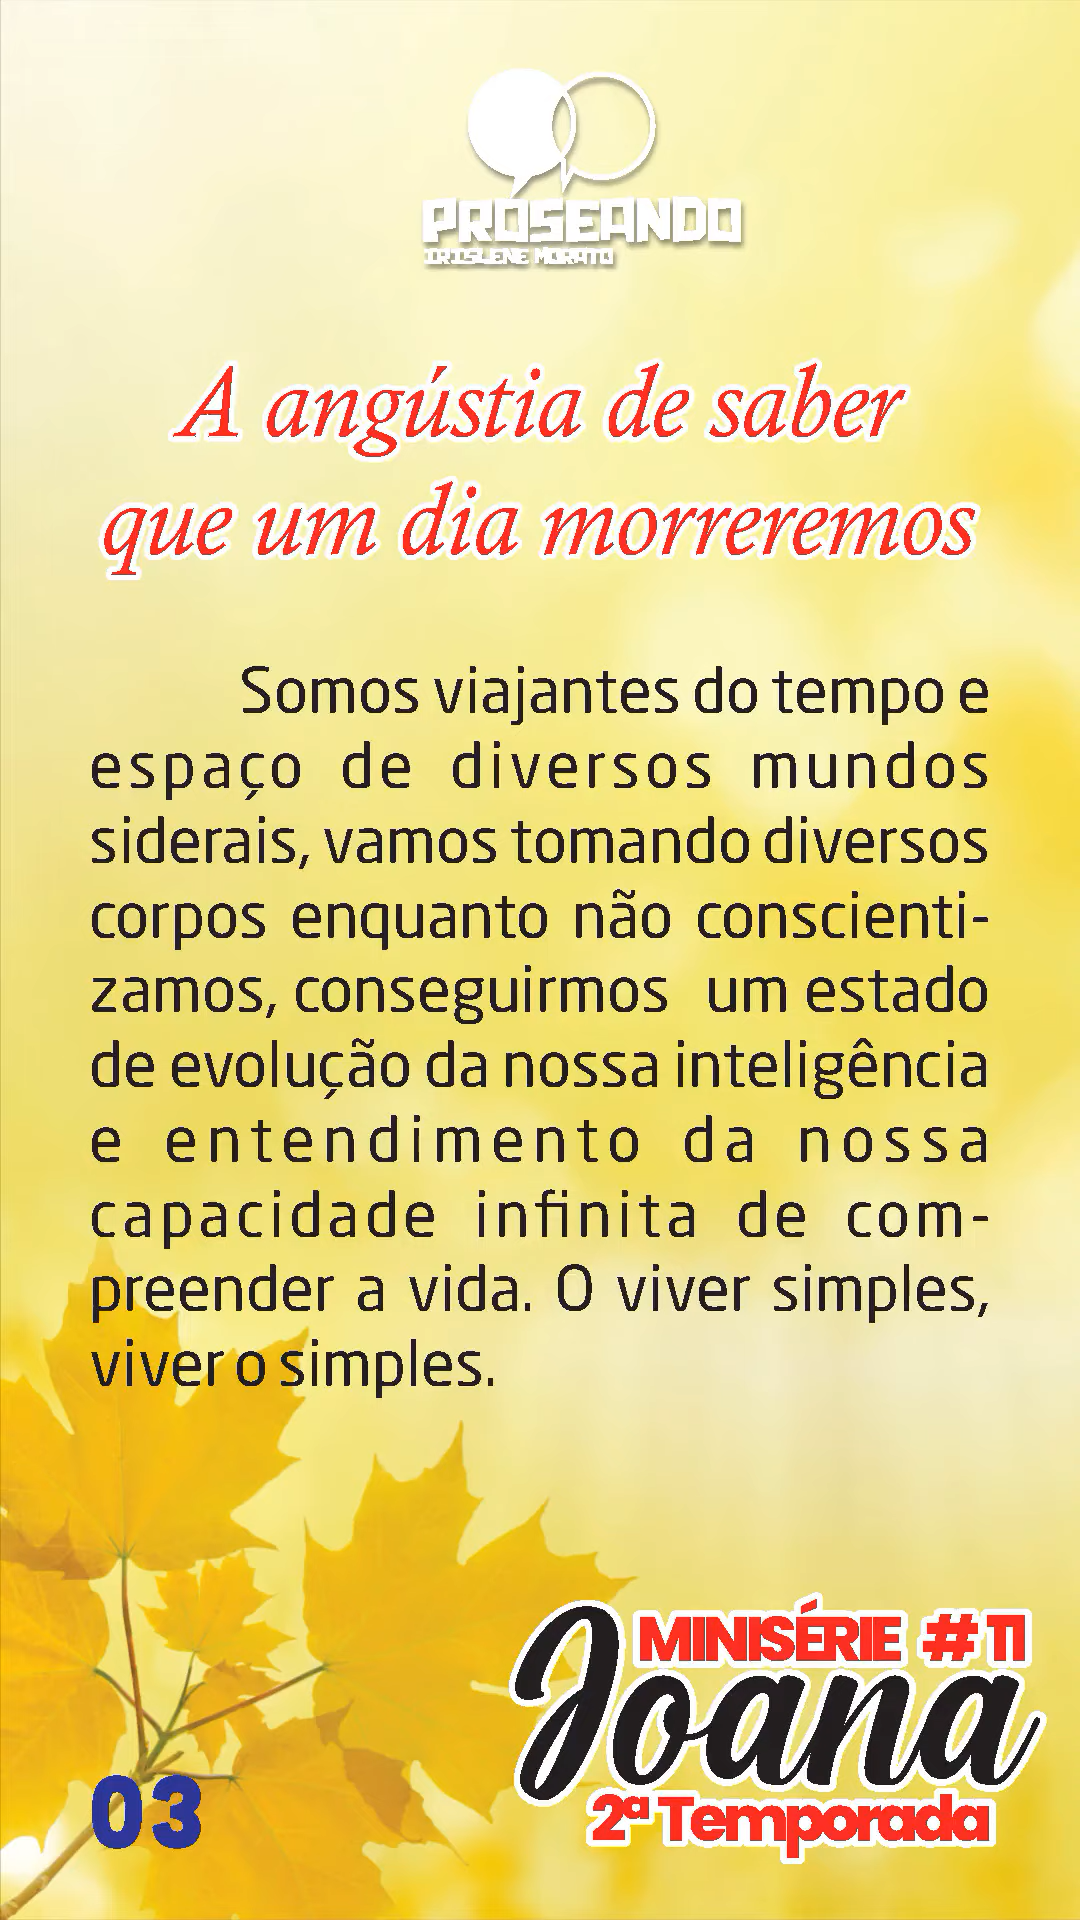 PROSEANDO
IRISLENE MORATO
A angústia de saber
que um dia morreremos
Somos viajantes do tempo e
espaço de diversos mundos
siderais, vamos tomando diversos
corpos enquanto não conscienti-
zamos, conseguirmos um estado
de evolução da nossa inteligência
e entendimento da nossa
capacidade infinita de com-
preender a vida. O viver simples,
viver o simples.
MINISÉRIE #11
Joana
2ª Temporada
03